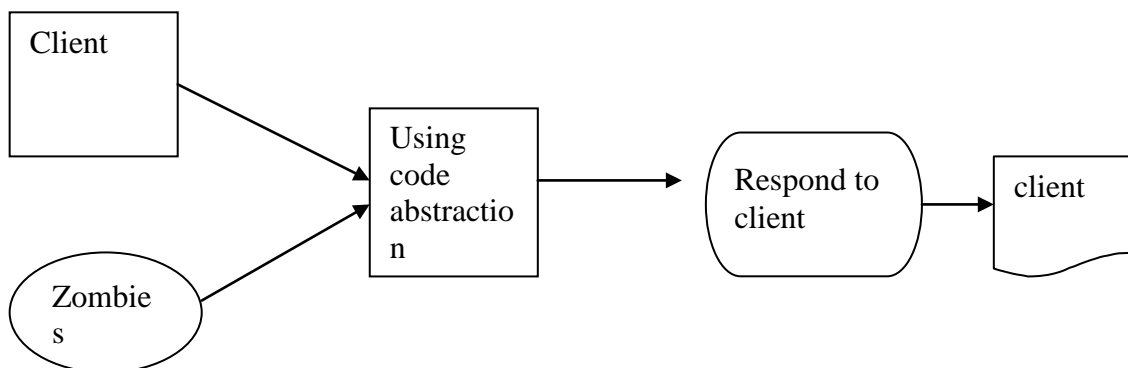 Client
Using
code
abstractio
n
Respond to
client
client
Zombie
s